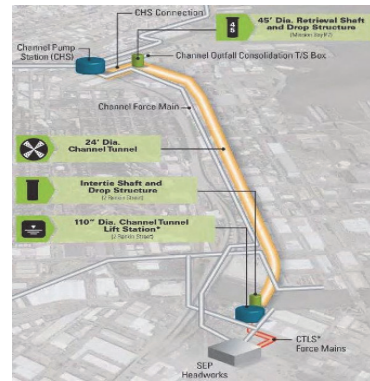 CHS Connection
45' Dia. Retrieval Shaft
and Drop Structure
Channel Pump
Station (CHS)
Channel Outfall Consolidation T/S Box
Channel Force Main
24' Dia.
Channel Tunnel
Intertie Shaft and
Drop Structure
110" Dia. Channel Tunnel
Lift Station*
CTLS*
Force Mains
SEP
Headworks